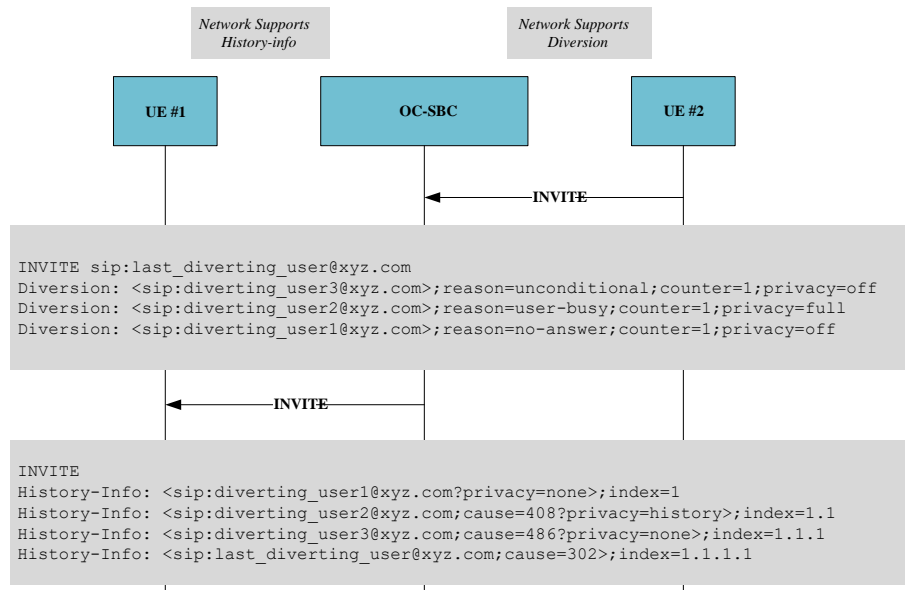 Network Supports
History-info
Network Supports
Diversion
UE #1
OC-SBC
UE #2
INVITE
INVITE sip:last_diverting_user@xyz.com
Diversion: <sip:diverting_user3@xyz.com>;reason=unconditional;counter=1;privacy=off
Diversion: <sip:diverting_user2@xyz.com>;reason=user-busy;counter=1;privacy=full
Diversion: <sip:diverting_user1@xyz.com>;reason=no-answer;counter=1;privacy=off
INVITE
INVITE
History-Info: <sip:diverting_user1@xyz.com?privacy=none>;index=1
History-Info: <sip:diverting_user2@xyz.com;cause=408?privacy=history>;index=1.1
History-Info: <sip:diverting_user3@xyz.com;cause=486?privacy=none>;index=1.1.1
History-Info: <sip:last_diverting_user@xyz.com;cause=302>;index=1.1.1.1